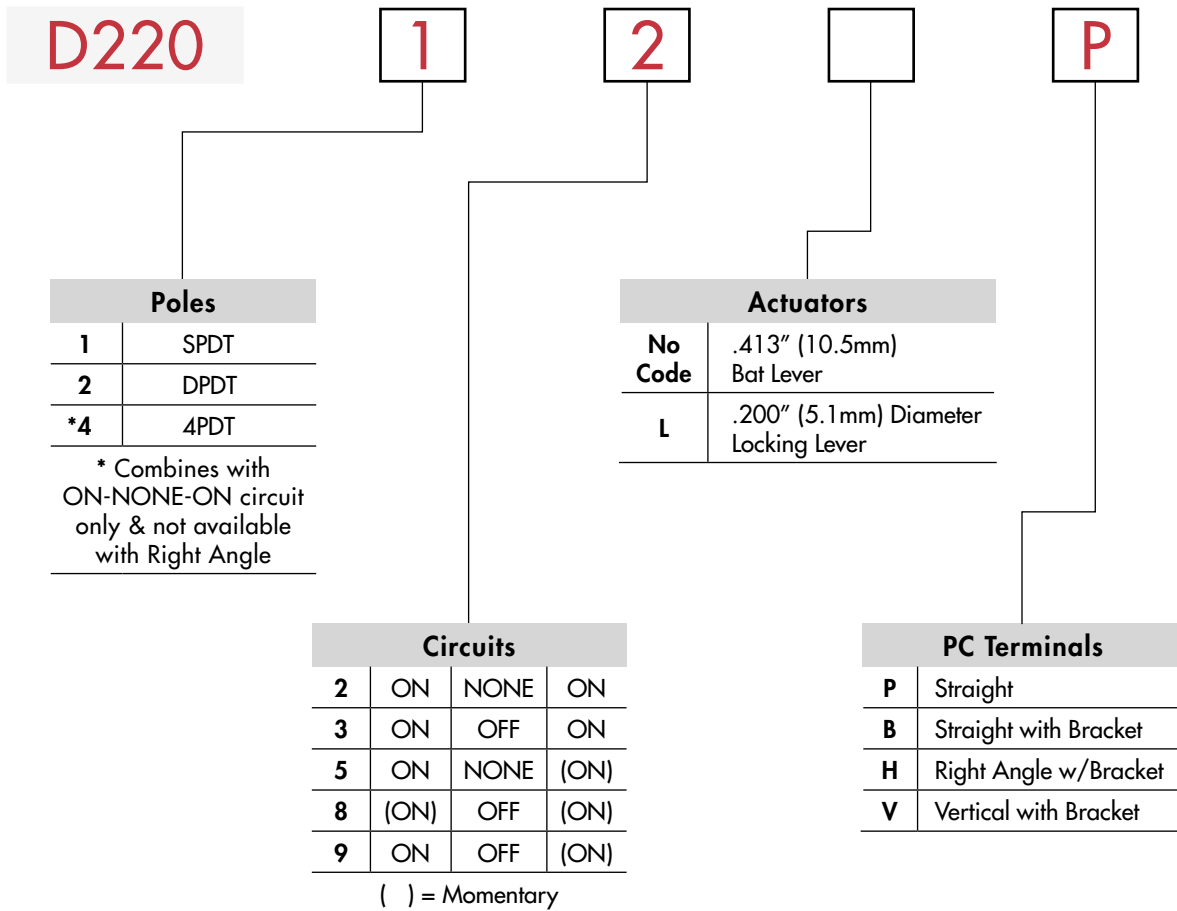 D220 1 2 P
Poles
1 SPDT
2 DPDT
*4 4PDT
* Combines with
ON-NONE-ON circuit
only & not available
with Right Angle
Actuators
No
Code
.413" (10.5mm)
Bat Lever
L
.200" (5.1mm) Diameter
Locking Lever
Circuits
2 ON NONE ON
3 ON OFF ON
5 ON NONE (ON)
8 (ON) OFF (ON)
9 ON OFF (ON)
( ) = Momentary
PC Terminals
P Straight
B Straight with Bracket
H Right Angle w/Bracket
V Vertical with Bracket